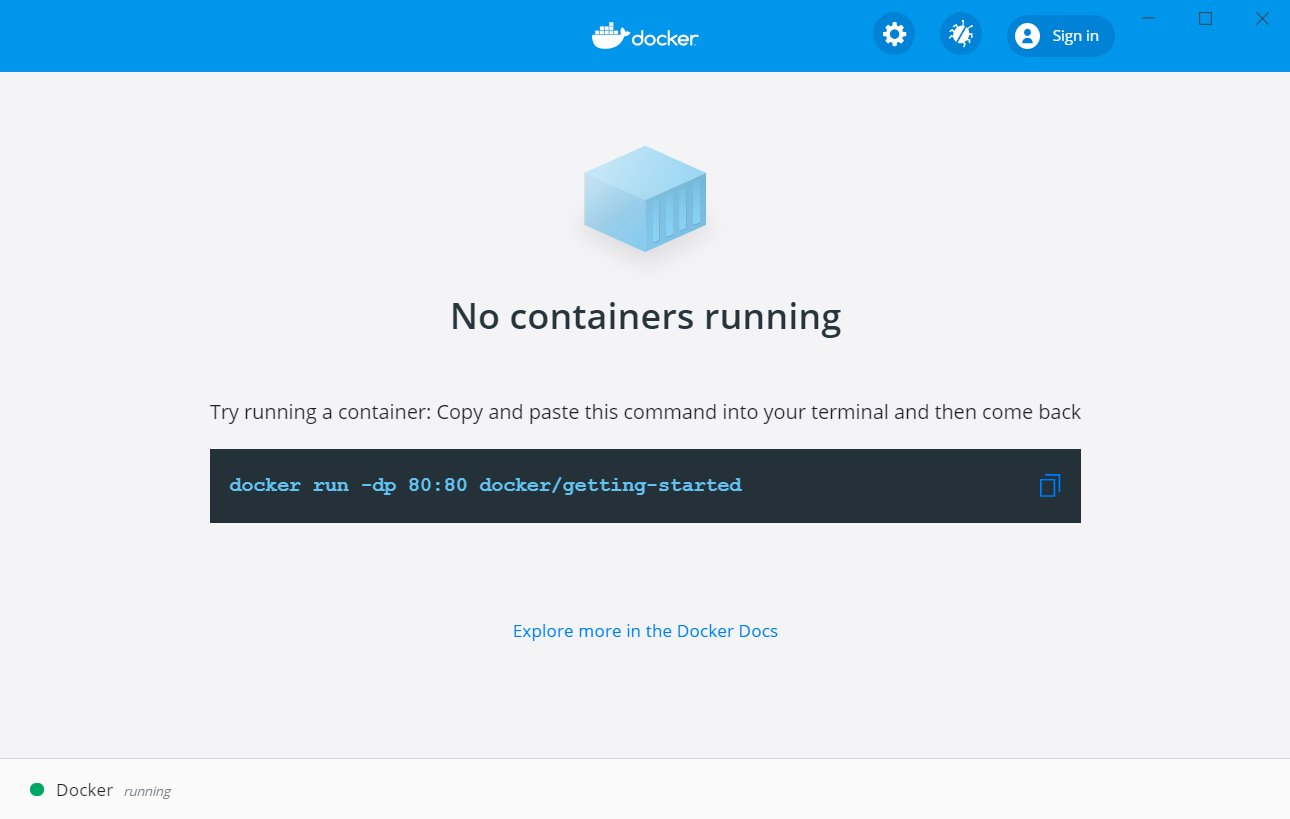 docker
Sign in
No containers running
Try running a container: Copy and paste this command into your terminal and then come back
docker run -dp 80:80 docker/getting-started
Explore more in the Docker Docs
Docker running